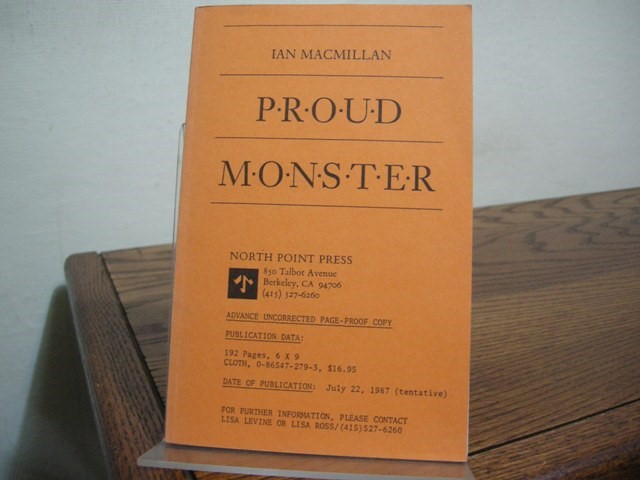 IAN MACMILLAN
P·R·O·U·D
M·O·N·S·T·E·R
NORTH POINT PRESS
850 Talbot Avenue
Berkeley, CA 94706
(415) 527-6260
ADVANCE UNCORRECTED PAGE-PROOF COPY
PUBLICATION DATA:
192 Pages, 6 X 9
CLOTH, 0-86547-279-3, $16.95
DATE OF PUBLICATION: July 22, 1987 (tentative)
FOR FURTHER INFORMATION, PLEASE CONTACT
LISA LEVINE OR LISA ROSS/(415)527-6260